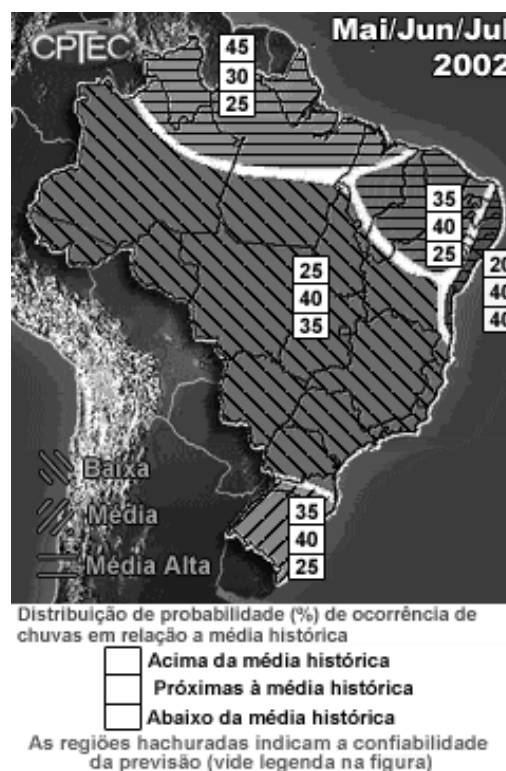 CPTEC
Mai/Jun/Jul
2002
45
30
25
35
40
25
20
40
40
25
40
35
35
40
25
Baixa
Média
Média Alta
Distribuição de probabilidade (%) de ocorrência de
chuvas em relação a média histórica
Acima da média histórica
Próximas à média histórica
Abaixo da média histórica
As regiões hachuradas indicam a confiabilidade
da previsão (vide legenda na figura)